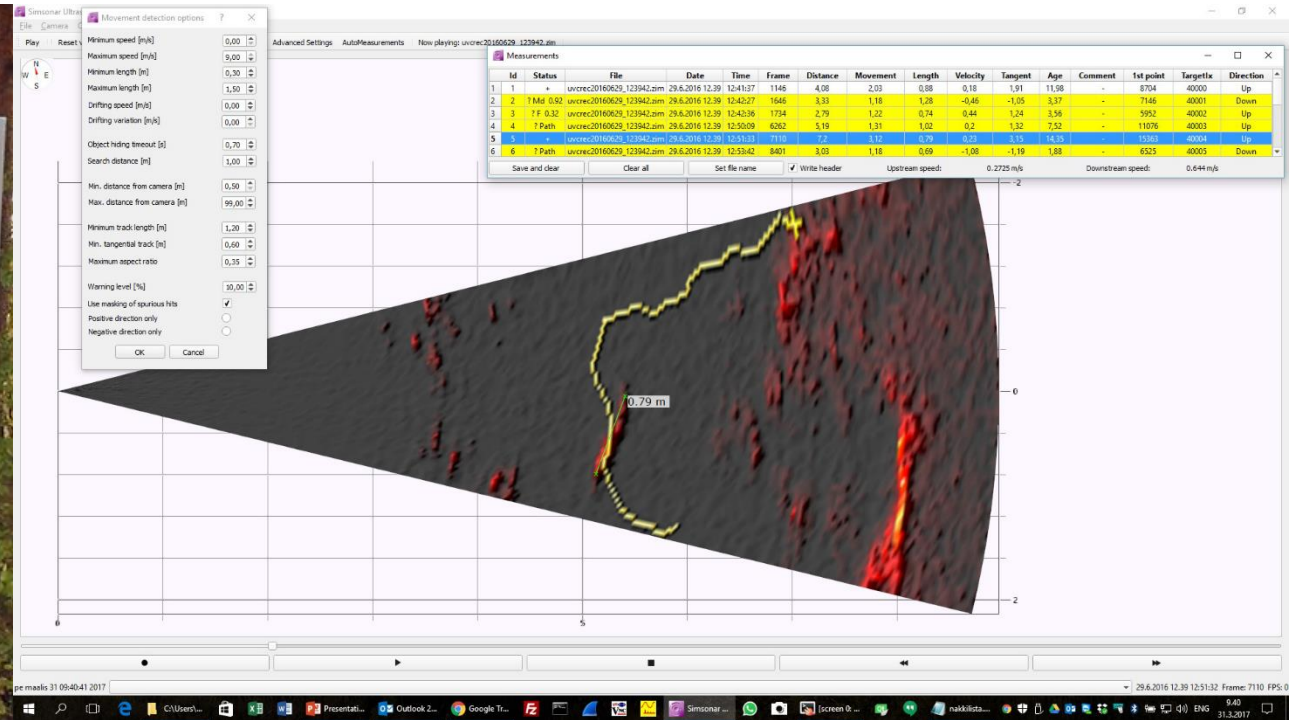 Simsonar Ultra
File Camera
Play Reset v Advanced Settings AutoMeasurements Now playing: uvcrec20160629_123942.zim
N
W E
S
Movement detection options ? ×
Minimum speed [m/s] 0,00
Maximum speed [m/s] 9,00
Minimum length [m] 0,30
Maximum length [m] 1,50
Drifting speed [m/s] 0,00
Drifting variation [m/s] 0,00
Object hiding timeout [s] 0,70
Search distance [m] 1,00
Min. distance from camera [m] 0,50
Max. distance from camera [m] 99,00
Minimum track length [m] 1,20
Min. tangential track [m] 0,60
Maximum aspect ratio 0,35
Warning level [%] 10,00
Use masking of spurious hits
Positive direction only
Negative direction only
OK Cancel
Measurements
Id Status File Date Time Frame Distance Movement Length Velocity Tangent Age Comment 1st point TargetIx Direction
1 1 + uvcrec20160629_123942.zim 29.6.2016 12.39 12:41:37 1146 4,08 2,03 0,88 0,18 1,91 11,98 - 8704 40000 Up
2 2 ? Md 0.92 uvcrec20160629_123942.zim 29.6.2016 12.39 12:42:27 1646 3,33 1,18 1,28 -0,46 -1,05 3,37 - 7146 40001 Down
3 3 ? F 0.32 uvcrec20160629_123942.zim 29.6.2016 12.39 12:42:36 1734 2,79 1,22 0,74 0,44 1,24 3,56 - 5952 40002 Up
4 4 ? Path uvcrec20160629_123942.zim 29.6.2016 12.39 12:50:09 6262 5,19 1,31 1,02 0,2 1,32 7,52 - 11076 40003 Up
5 5 + uvcrec20160629_123942.zim 29.6.2016 12.39 12:51:33 7110 7,2 3,12 0,79 0,23 3,15 14,35 - 15363 40004 Up
6 6 ? Path uvcrec20160629_123942.zim 29.6.2016 12.39 12:53:42 8401 3,03 1,18 0,69 -1,08 -1,19 1,88 - 6525 40005 Down
Save and clear Clear all Set file name Write header Upstream speed: 0.2725 m/s Downstream speed: 0.644 m/s
-2
0.79 m
0
2
0 5
pe maalis 31 09:40:41 2017 29.6.2016 12.39 12:51:32 Frame: 7110 FPS: 0
C:\Users\... Presentati... Outlook 2... Google Tr... Simsonar ... [screen 0: ... nakkilista... ENG 9.40
31.3.2017